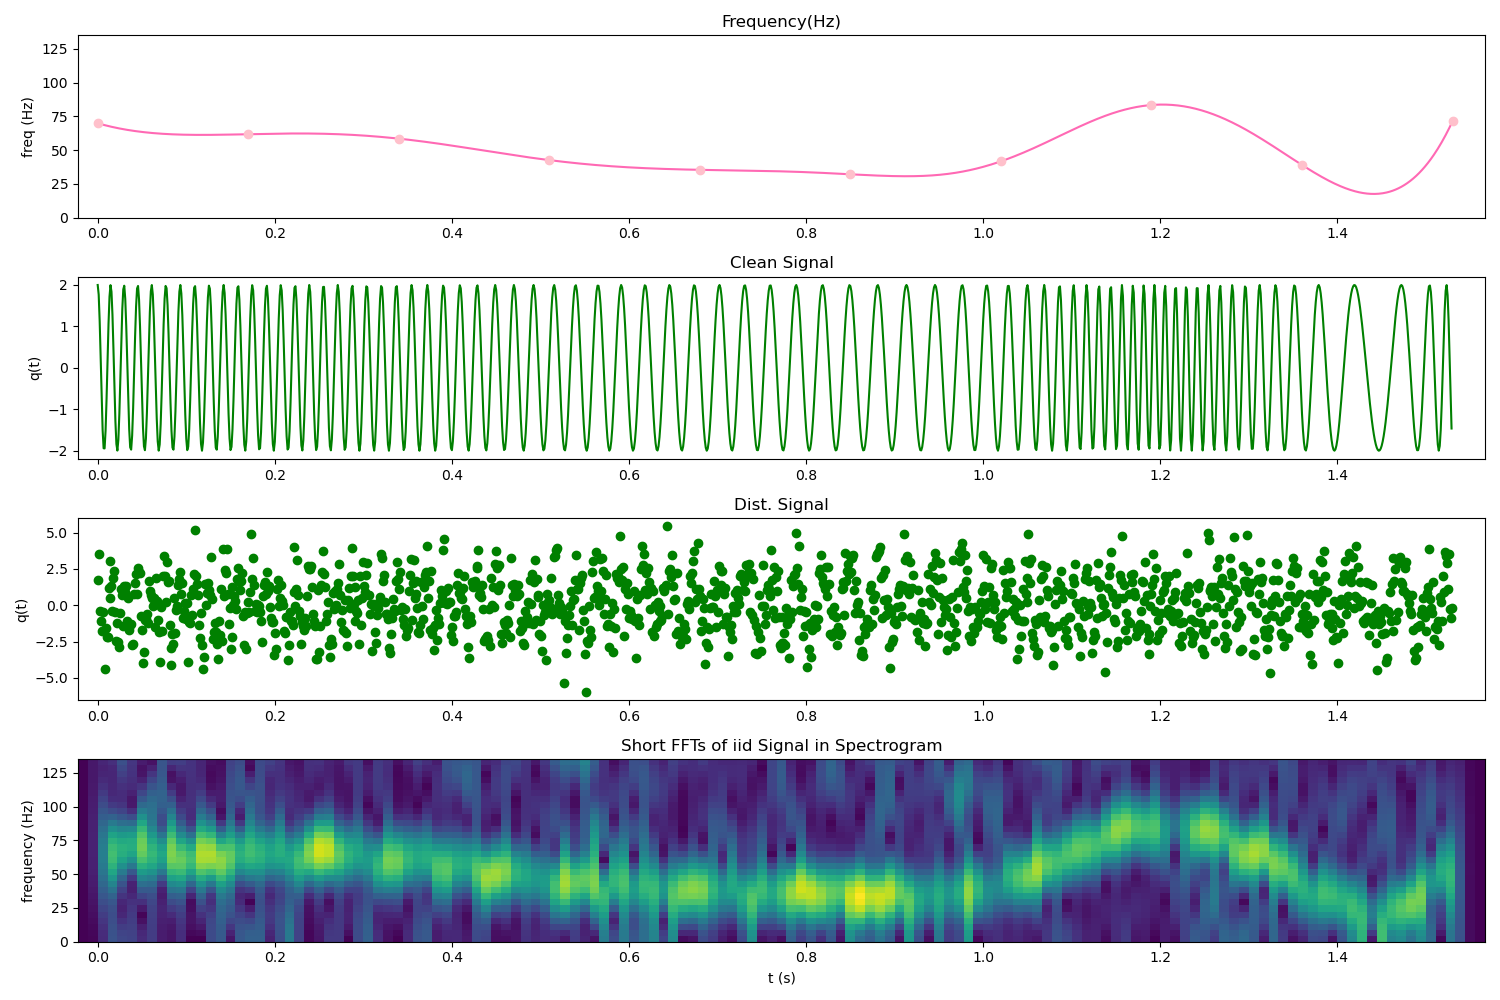 Frequency(Hz)
freq (Hz)
125
100
75
50
25
0
0.0 0.2 0.4 0.6 0.8 1.0 1.2 1.4
Clean Signal
q(t)
2
1
0
−1
−2
0.0 0.2 0.4 0.6 0.8 1.0 1.2 1.4
Dist. Signal
q(t)
5.0
2.5
0.0
−2.5
−5.0
0.0 0.2 0.4 0.6 0.8 1.0 1.2 1.4
Short FFTs of iid Signal in Spectrogram
frequency (Hz)
125
100
75
50
25
0
0.0 0.2 0.4 0.6 0.8 1.0 1.2 1.4
t (s)